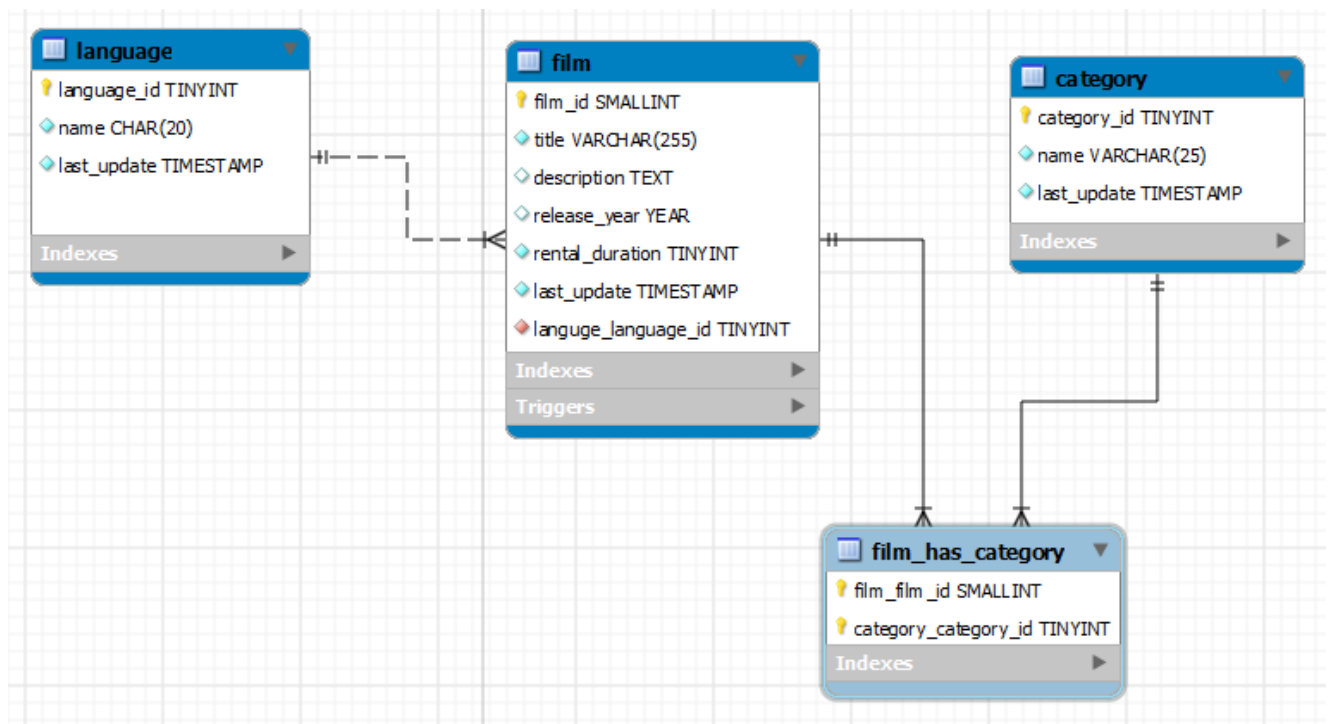 language
language_id TINYINT
name CHAR(20)
last_update TIMESTAMP
Indexes
film
film_id SMALLINT
title VARCHAR(255)
description TEXT
release_year YEAR
rental_duration TINYINT
last_update TIMESTAMP
languge_language_id TINYINT
Indexes
Triggers
category
category_id TINYINT
name VARCHAR(25)
last_update TIMESTAMP
Indexes
film_has_category
film_film_id SMALLINT
category_category_id TINYINT
Indexes